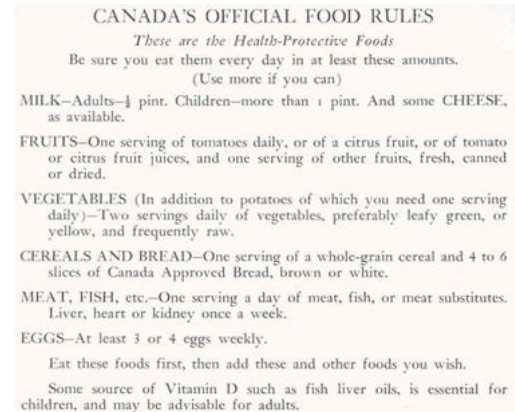 CANADA'S OFFICIAL FOOD RULES
These are the Health-Protective Foods
Be sure you eat them every day in at least these amounts.
(Use more if you can)
MILK—Adults—½ pint. Children—more than 1 pint. And some CHEESE,
as available.
FRUITS—One serving of tomatoes daily, or of a citrus fruit, or of tomato
or citrus fruit juices, and one serving of other fruits, fresh, canned
or dried.
VEGETABLES (In addition to potatoes of which you need one serving
daily)—Two servings daily of vegetables, preferably leafy green, or
yellow, and frequently raw.
CEREALS AND BREAD—One serving of a whole-grain cereal and 4 to 6
slices of Canada Approved Bread, brown or white.
MEAT, FISH, etc.—One serving a day of meat, fish, or meat substitutes.
Liver, heart or kidney once a week.
EGGS—At least 3 or 4 eggs weekly.
Eat these foods first, then add these and other foods you wish.
Some source of Vitamin D such as fish liver oils, is essential for
children, and may be advisable for adults.